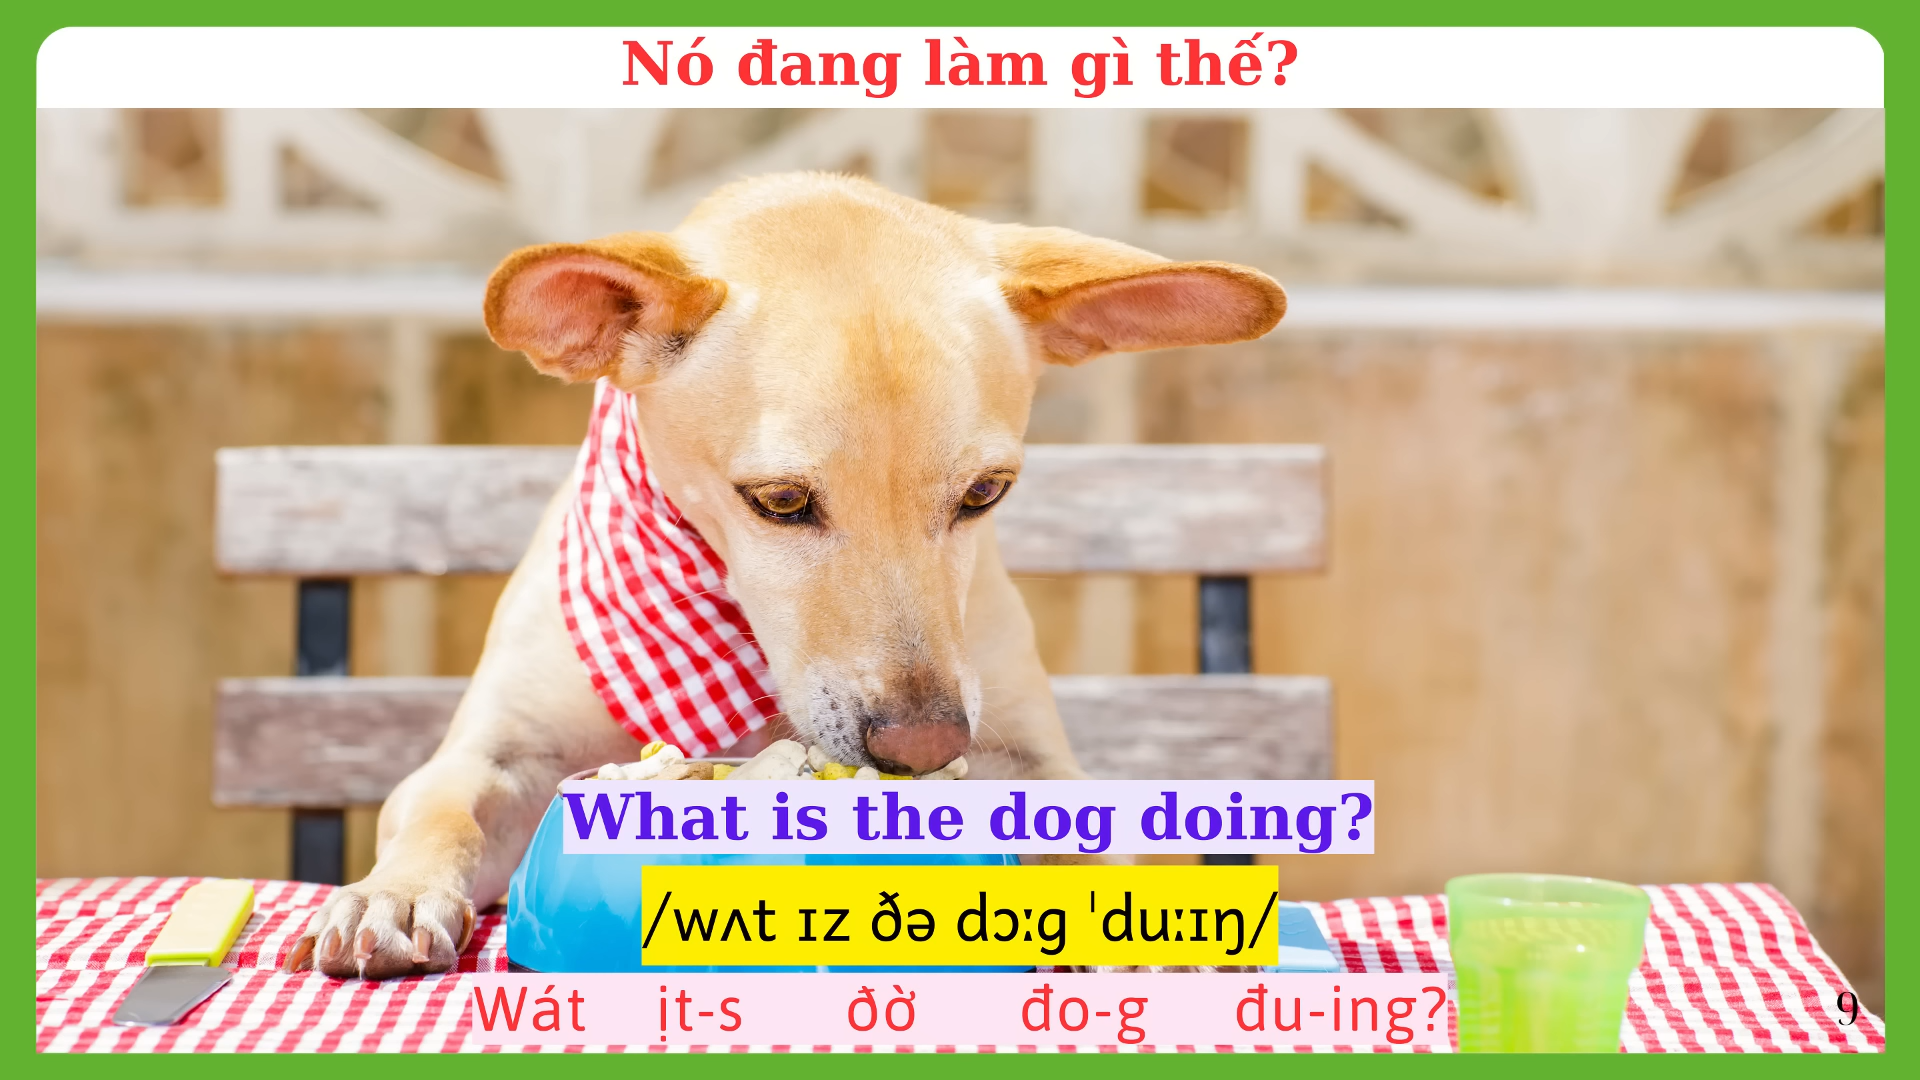 Nó đang làm gì thế?
What is the dog doing?
/wʌt ɪz ðə dɔːg ˈduːɪŋ/
Wát ịt-s đờ đo-g đu-ing?
9